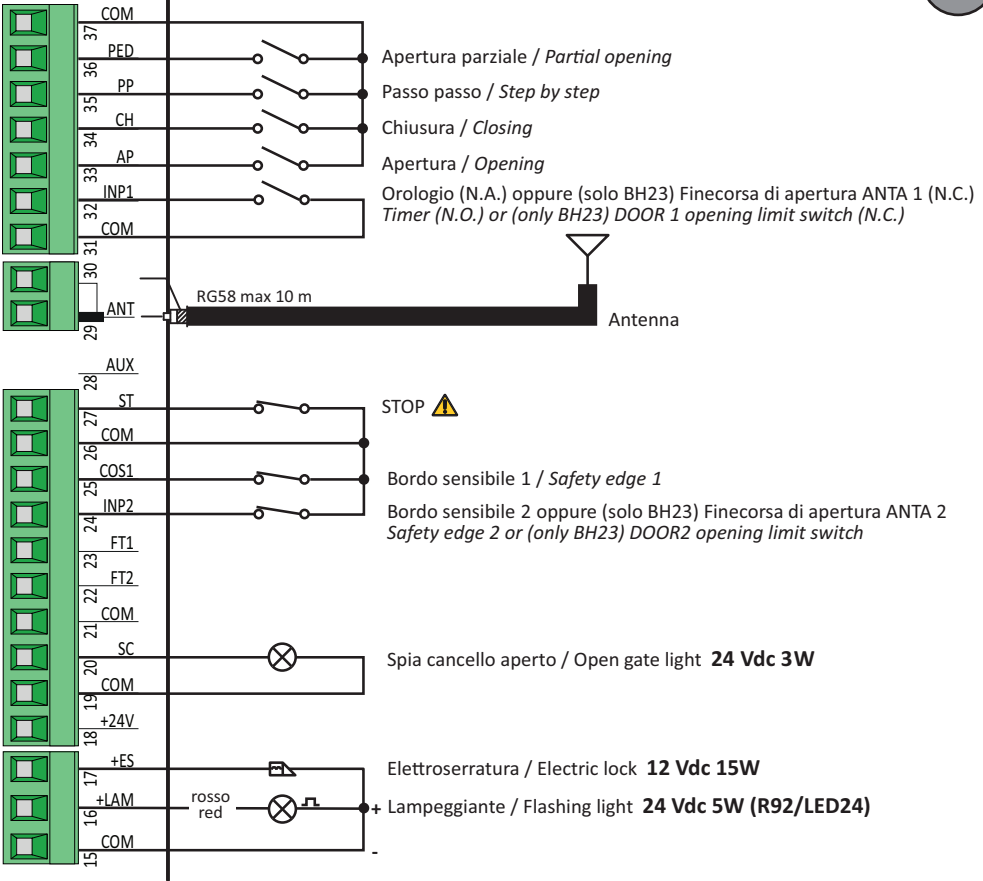 COM
37
PED
36
Apertura parziale / Partial opening
PP
35
Passo passo / Step by step
CH
34
Chiusura / Closing
AP
33
Apertura / Opening
INP1
32
Orologio (N.A.) oppure (solo BH23) Finecorsa di apertura ANTA 1 (N.C.)
Timer (N.O.) or (only BH23) DOOR 1 opening limit switch (N.C.)
COM
31
30
RG58 max 10 m
ANT
29
Antenna
AUX
28
ST
27
STOP
COM
26
COS1
25
Bordo sensibile 1 / Safety edge 1
INP2
24
Bordo sensibile 2 oppure (solo BH23) Finecorsa di apertura ANTA 2
Safety edge 2 or (only BH23) DOOR2 opening limit switch
FT1
23
FT2
22
COM
21
SC
20
Spia cancello aperto / Open gate light 24 Vdc 3W
COM
19
+24V
18
+ES
17
Elettroserratura / Electric lock 12 Vdc 15W
+LAM
16
rosso
red
+ Lampeggiante / Flashing light 24 Vdc 5W (R92/LED24)
COM
15
-